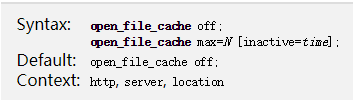 Syntax: open_file_cache off;
open_file_cache max=N [inactive=time];
Default: open_file_cache off;
Context: http, server, location